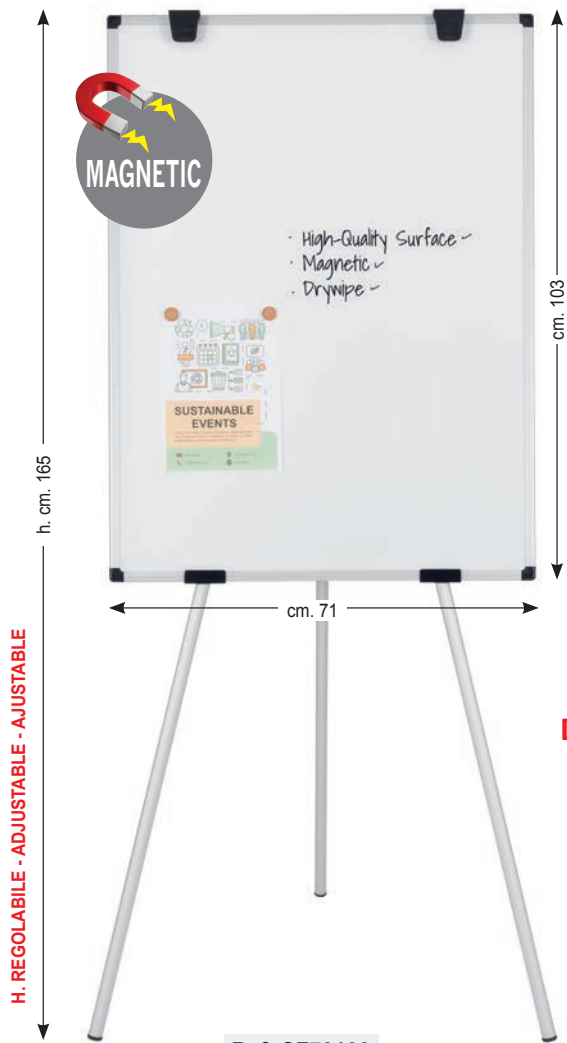 MAGNETIC
· High-Quality Surface
· Magnetic
· Drywipe
SUSTAINABLE
EVENTS
cm. 103
h. cm. 165
cm. 71
H. REGOLABILE - ADJUSTABLE - AJUSTABLE